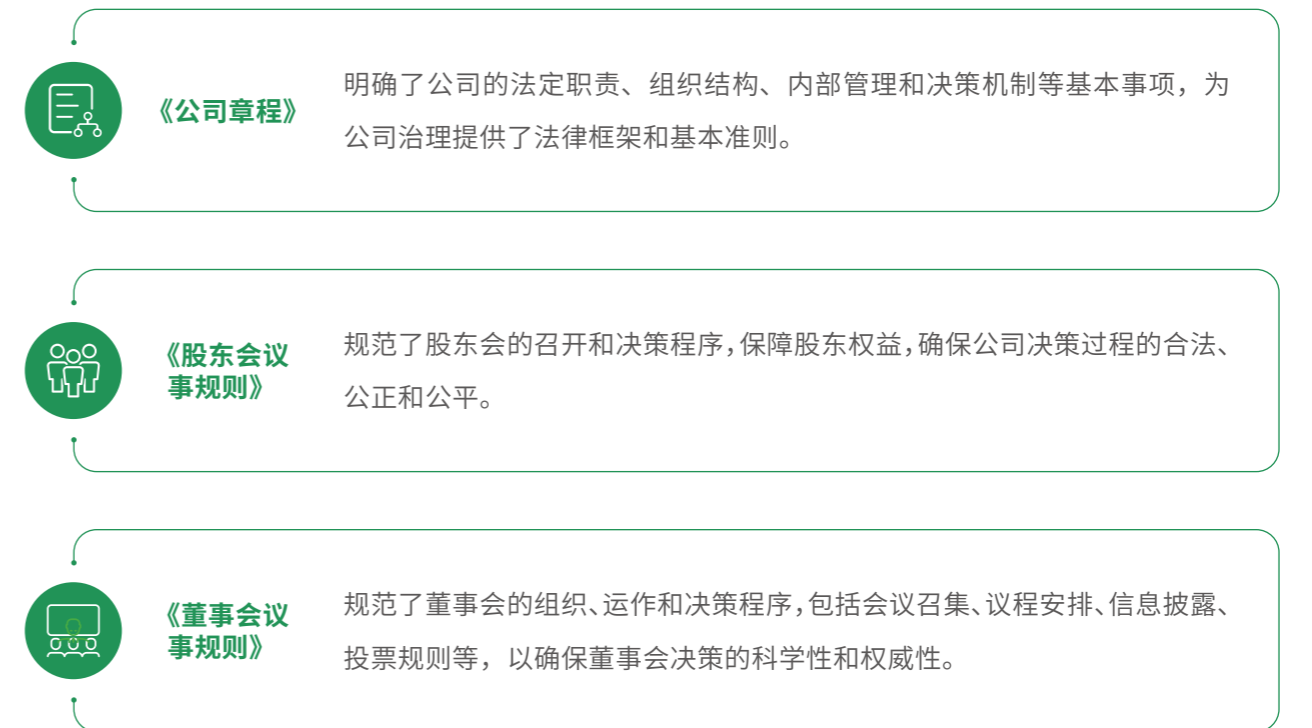 《公司章程》
明确了公司的法定职责、组织结构、内部管理和决策机制等基本事项，为
公司治理提供了法律框架和基本准则。
《股东会议
事规则》
规范了股东会的召开和决策程序，保障股东权益，确保公司决策过程的合法、
公正和公平。
《董事会议
事规则》
规范了董事会的组织、运作和决策程序，包括会议召集、议程安排、信息披露、
投票规则等，以确保董事会决策的科学性和权威性。